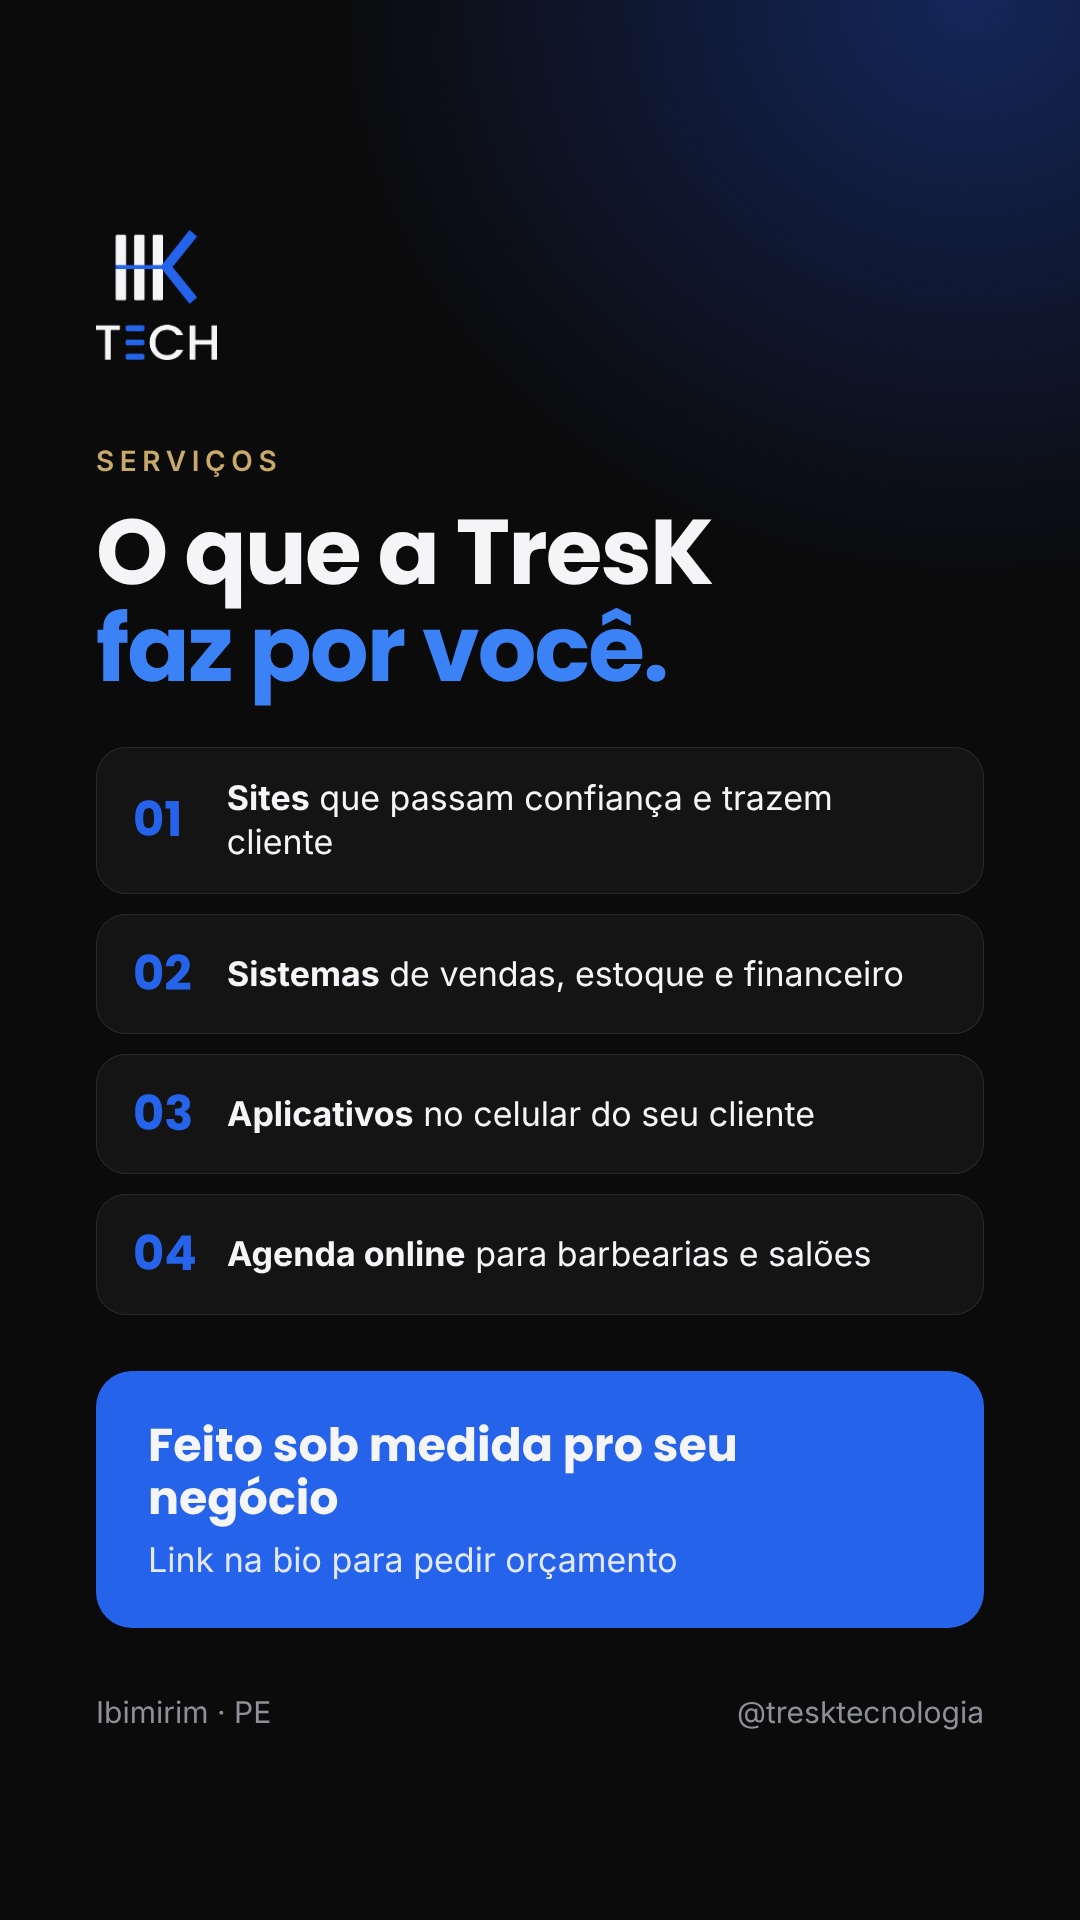 TECH
SERVIÇOS
O que a TresK
faz por você.
01
Sites que passam confiança e trazem
cliente
02
Sistemas de vendas, estoque e financeiro
03
Aplicativos no celular do seu cliente
04
Agenda online para barbearias e salões
Feito sob medida pro seu
negócio
Link na bio para pedir orçamento
Ibimirim · PE
@tresktecnologia